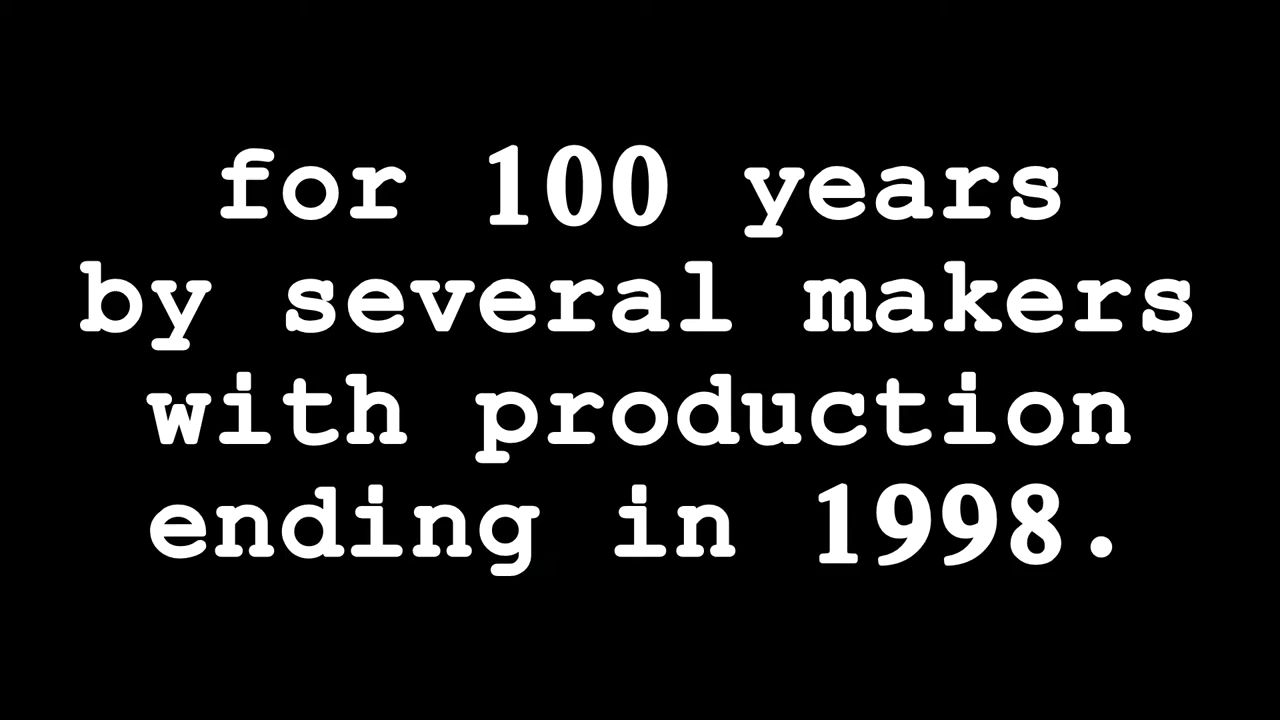 for 100 years
by several makers
with production
ending in 1998.